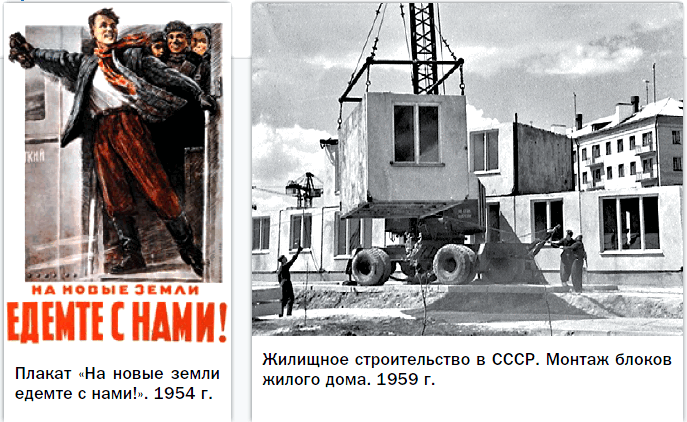 НА НОВЫЕ ЗЕМЛИ
ЕДЕМТЕ С НАМИ!
Плакат «На новые земли
едемте с нами!». 1954 г.
Жилищное строительство в СССР. Монтаж блоков
жилого дома. 1959 г.